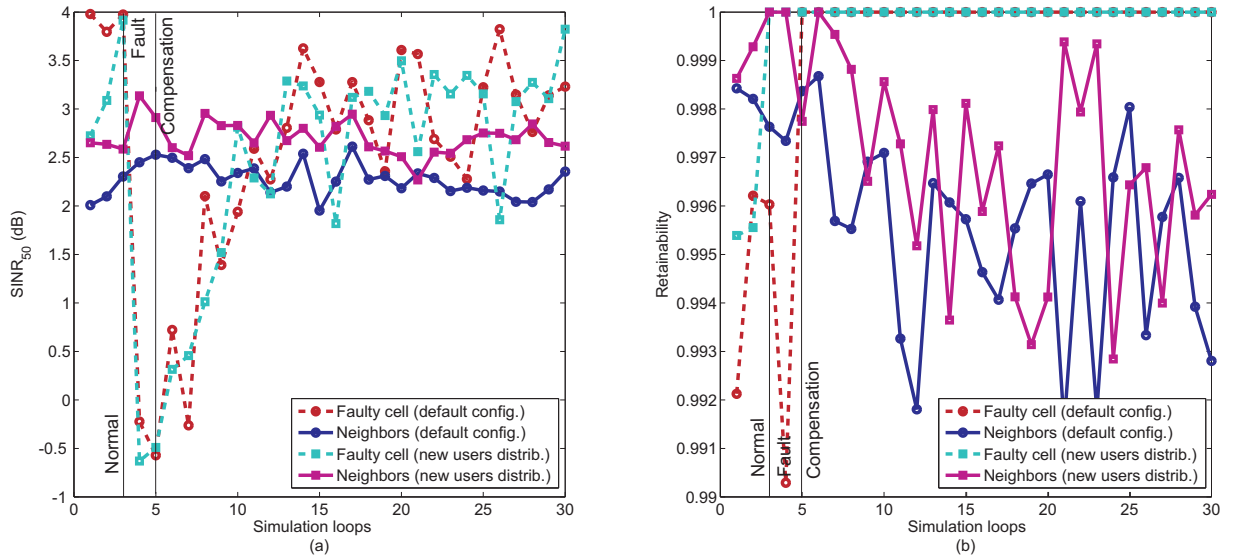 4
3.5
3
2.5
2
1.5
1
0.5
0
-0.5
-1
SINR50 (dB)
Normal
Fault
Compensation
Faulty cell (default config.)
Neighbors (default config.)
Faulty cell (new users distrib.)
Neighbors (new users distrib.)
0 5 10 15 20 25 30
Simulation loops
(a)
1
0.999
0.998
0.997
0.996
0.995
0.994
0.993
0.992
0.991
0.99
Retainability
Normal
Fault
Compensation
Faulty cell (default config.)
Neighbors (default config.)
Faulty cell (new users distrib.)
Neighbors (new users distrib.)
0 5 10 15 20 25 30
Simulation loops
(b)